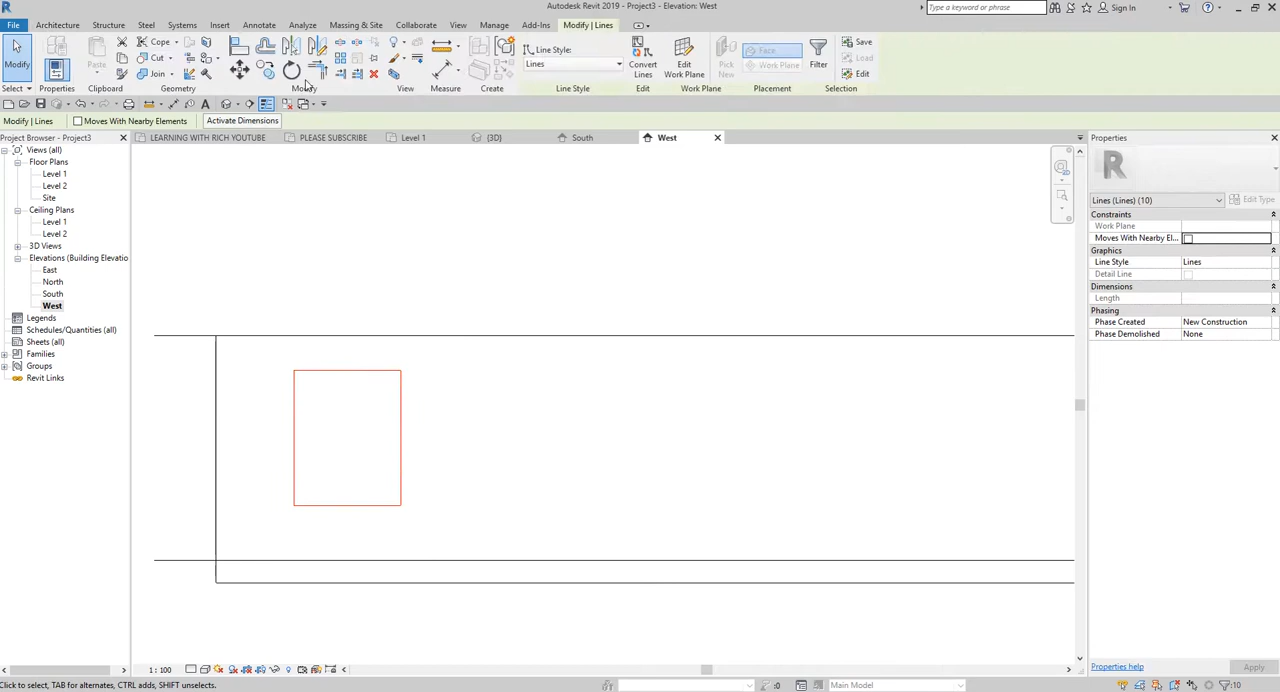 Autodesk Revit 2019 - Project3 - Elevation: West
Type a keyword or phrase
Sign In
File Architecture Structure Steel Systems Insert Annotate Analyze Massing & Site Collaborate View Manage Add-Ins Modify | Lines
Modify
Properties
Paste
Cope
Cut
Join
Line Style:
Lines
Convert Lines
Edit Work Plane
Pick New
Face
Work Plane
Filter
Save
Load
Edit
Select Properties Clipboard Geometry Modify View Measure Create Line Style Edit Work Plane Placement Selection
Modify | Lines Moves With Nearby Elements Activate Dimensions
Project Browser - Project3
LEARNING WITH RICH YOUTUBE PLEASE SUBSCRIBE Level 1 {3D} South West
Views (all)
Floor Plans
Level 1
Level 2
Site
Ceiling Plans
Level 1
Level 2
3D Views
Elevations (Building Elevatio
East
North
South
West
Legends
Schedules/Quantities (all)
Sheets (all)
Families
Groups
Revit Links
Properties
Lines (Lines) (10) Edit Type
Constraints
Work Plane
Moves With Nearby El...
Graphics
Line Style Lines
Detail Line
Dimensions
Length
Phasing
Phase Created New Construction
Phase Demolished None
Properties help Apply
1 : 100
Click to select, TAB for alternates, CTRL adds, SHIFT unselects.
:0
Main Model
:10